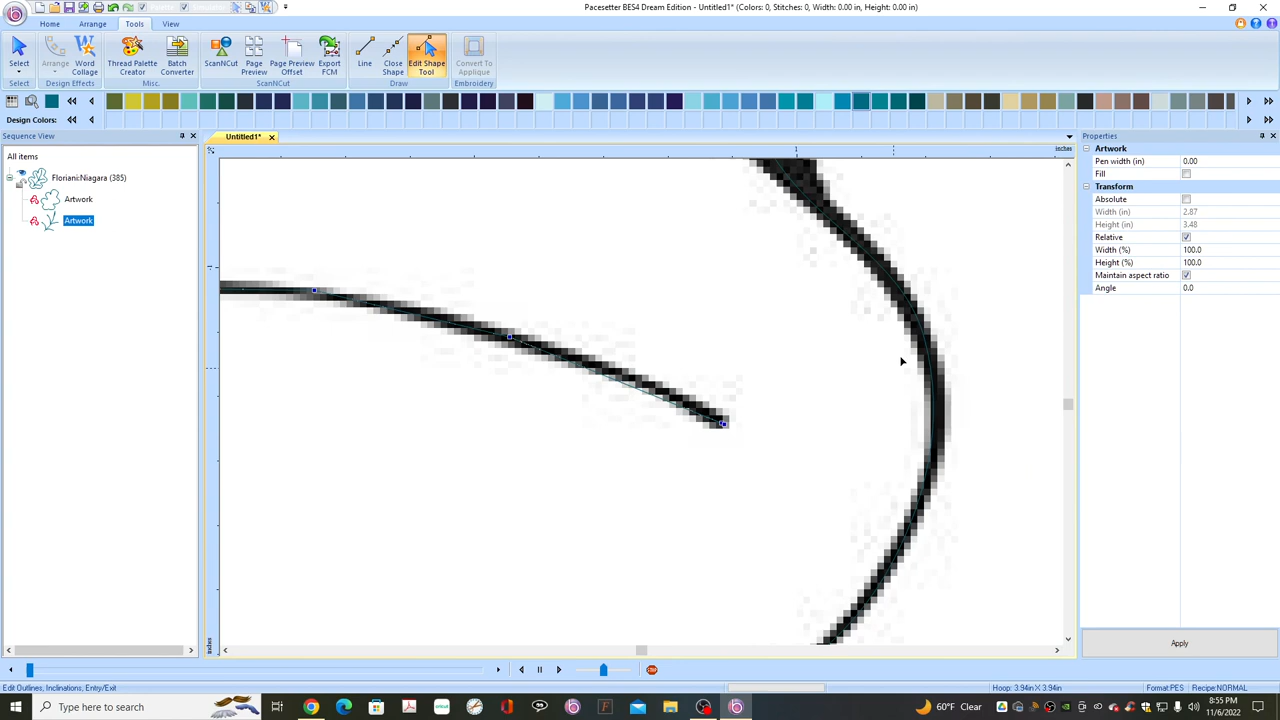 Pacesetter BES4 Dream Edition - Untitled1* (Colors: 0, Stitches: 0, Width: 0.00 in, Height: 0.00 in)
Home Arrange Tools View
Select Arrange Word Collage Thread Palette Creator Batch Converter ScanNCut Page Preview Page Preview Offset Export FCM Line Close Shape Edit Shape Tool Convert To Applique
Select Design Effects Misc. ScanNCut Draw Embroidery
Design Colors:
Sequence View
Untitled1*
Properties
inches
1
All items
Floriani:Niagara (385)
Artwork
Artwork
Artwork
Pen width (in) 0.00
Fill
Transform
Absolute
Width (in) 2.87
Height (in) 3.48
Relative
Width (%) 100.0
Height (%) 100.0
Maintain aspect ratio
Angle 0.0
1
inches
Apply
Edit Outlines, Inclinations, Entry/Exit
Hoop: 3.94in X 3.94in
Format:PES
Recipe:NORMAL
Type here to search
60°F Clear
8:55 PM
11/6/2022